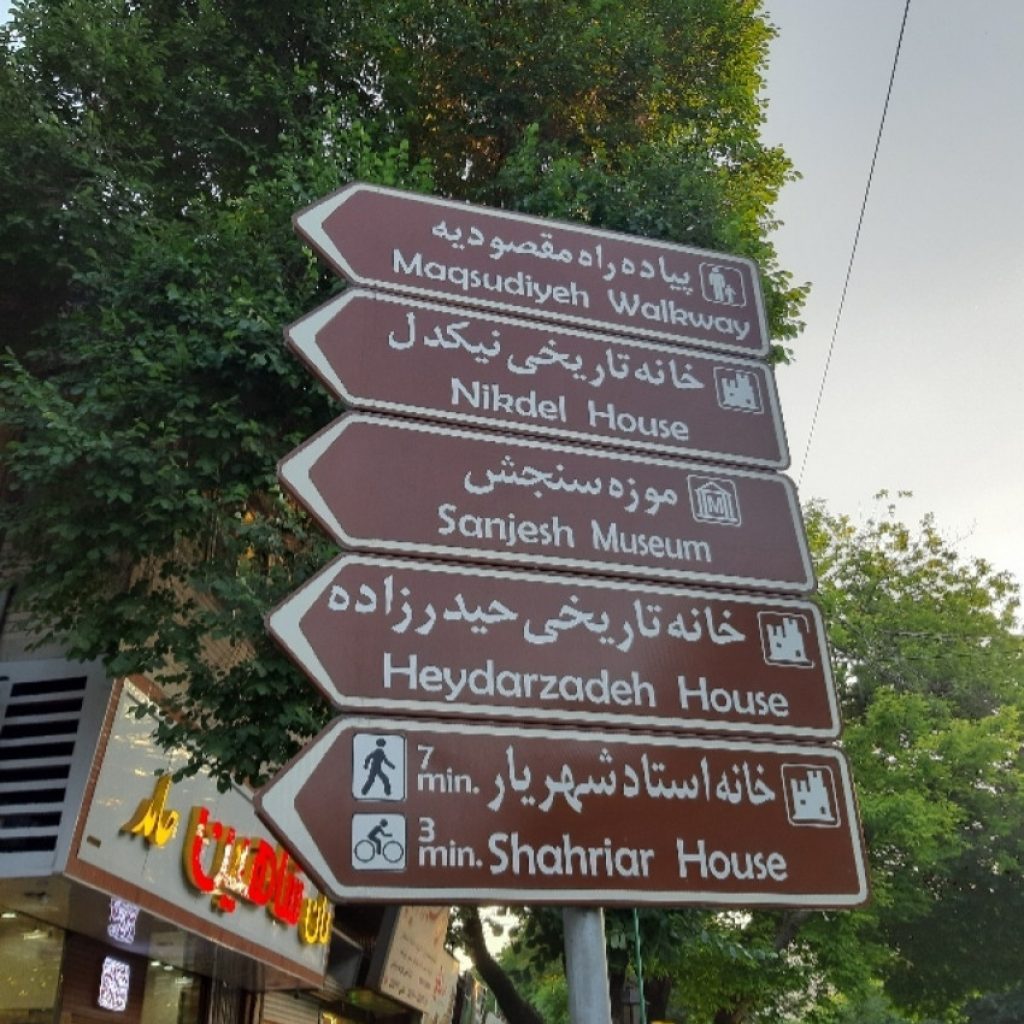 پیاده راه مقصودیه
Maqsudiyeh Walkway
خانه تاریخی نیکدل
Nikdel House
موزه سنجش
M
Sanjesh Museum
خانه تاریخی حیدرزاده
Heydarzadeh House
7 min.
خانه استاد شهریار
3 min.
Shahriar House